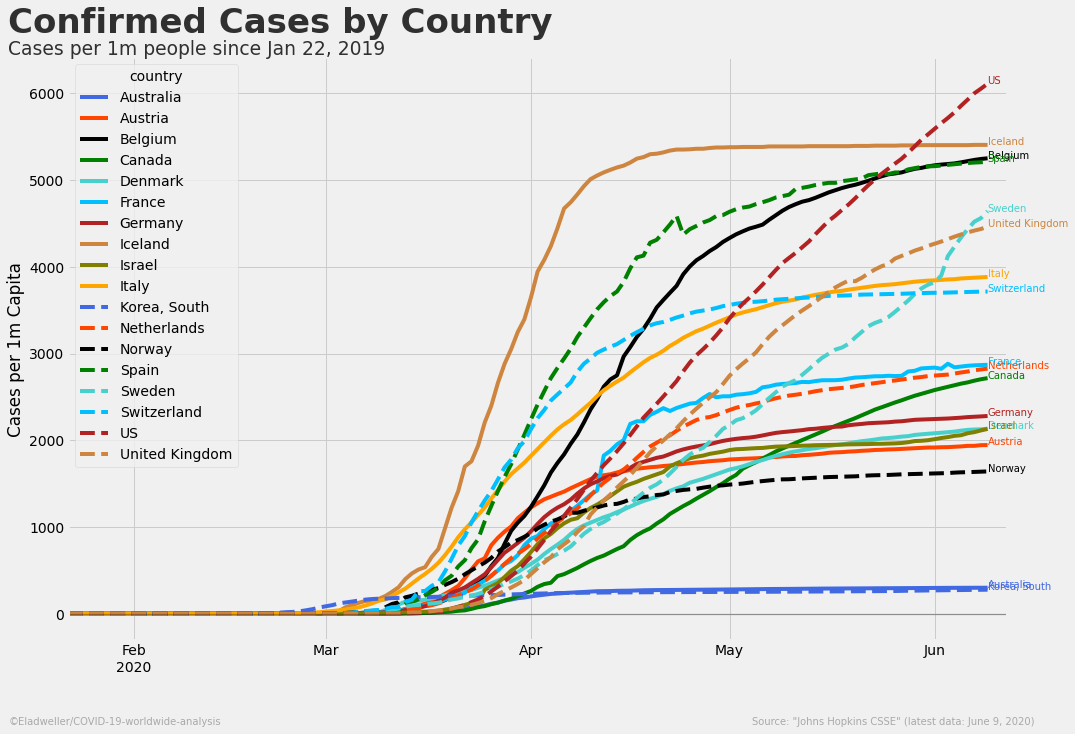 Confirmed Cases by Country
Cases per 1m people since Jan 22, 2019
country
Australia
Austria
Belgium
Canada
Denmark
France
Germany
Iceland
Israel
Italy
Korea, South
Netherlands
Norway
Spain
Sweden
Switzerland
US
United Kingdom
Cases per 1m Capita
6000
5000
4000
3000
2000
1000
0
US
Iceland
Belgium
Spain
Sweden
United Kingdom
Italy
Switzerland
France
Netherlands
Canada
Germany
Denmark
Israel
Austria
Norway
Australia
Korea, South
Feb
2020
Mar
Apr
May
Jun
©Eladweller/COVID-19-worldwide-analysis
Source: "Johns Hopkins CSSE" (latest data: June 9, 2020)